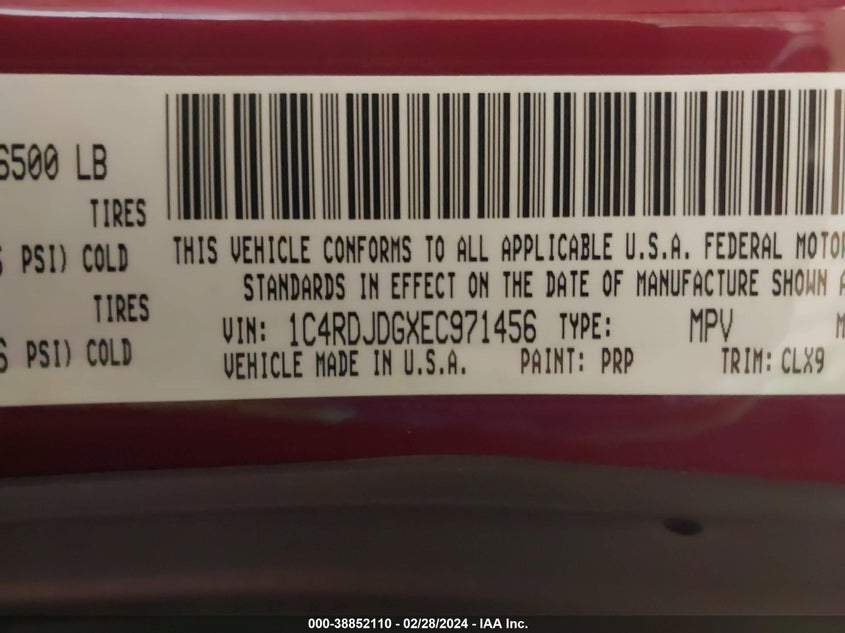 6500 LB
TIRES
PSI) COLD
TIRES
PSI) COLD
THIS VEHICLE CONFORMS TO ALL APPLICABLE U.S.A. FEDERAL MOTOR
STANDARDS IN EFFECT ON THE DATE OF MANUFACTURE SHOWN
VIN: 1C4RDJDGXEC971456 TYPE: MPV
VEHICLE MADE IN U.S.A. PAINT: PRP TRIM: CLX9
000-38852110 - 02/28/2024 - IAA Inc.